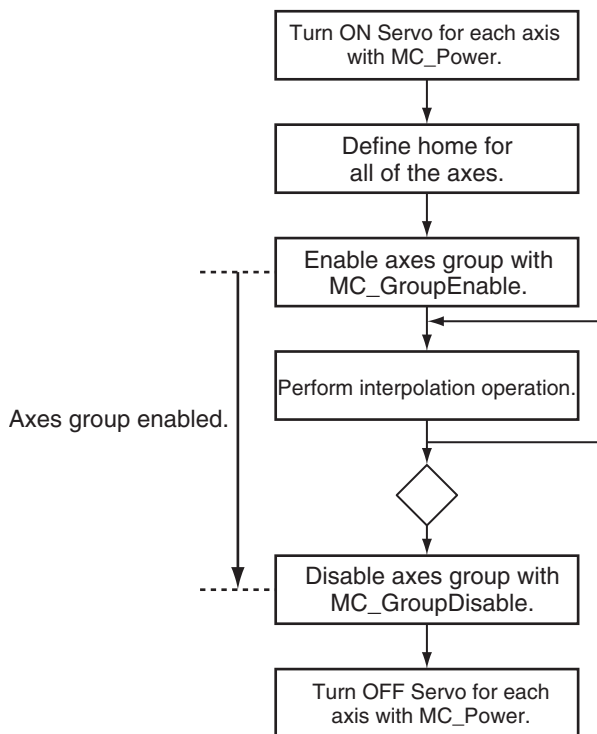 Turn ON Servo for each axis
with MC_Power.
Define home for
all of the axes.
Enable axes group with
MC_GroupEnable.
Perform interpolation operation.
Axes group enabled.
Disable axes group with
MC_GroupDisable.
Turn OFF Servo for each
axis with MC_Power.